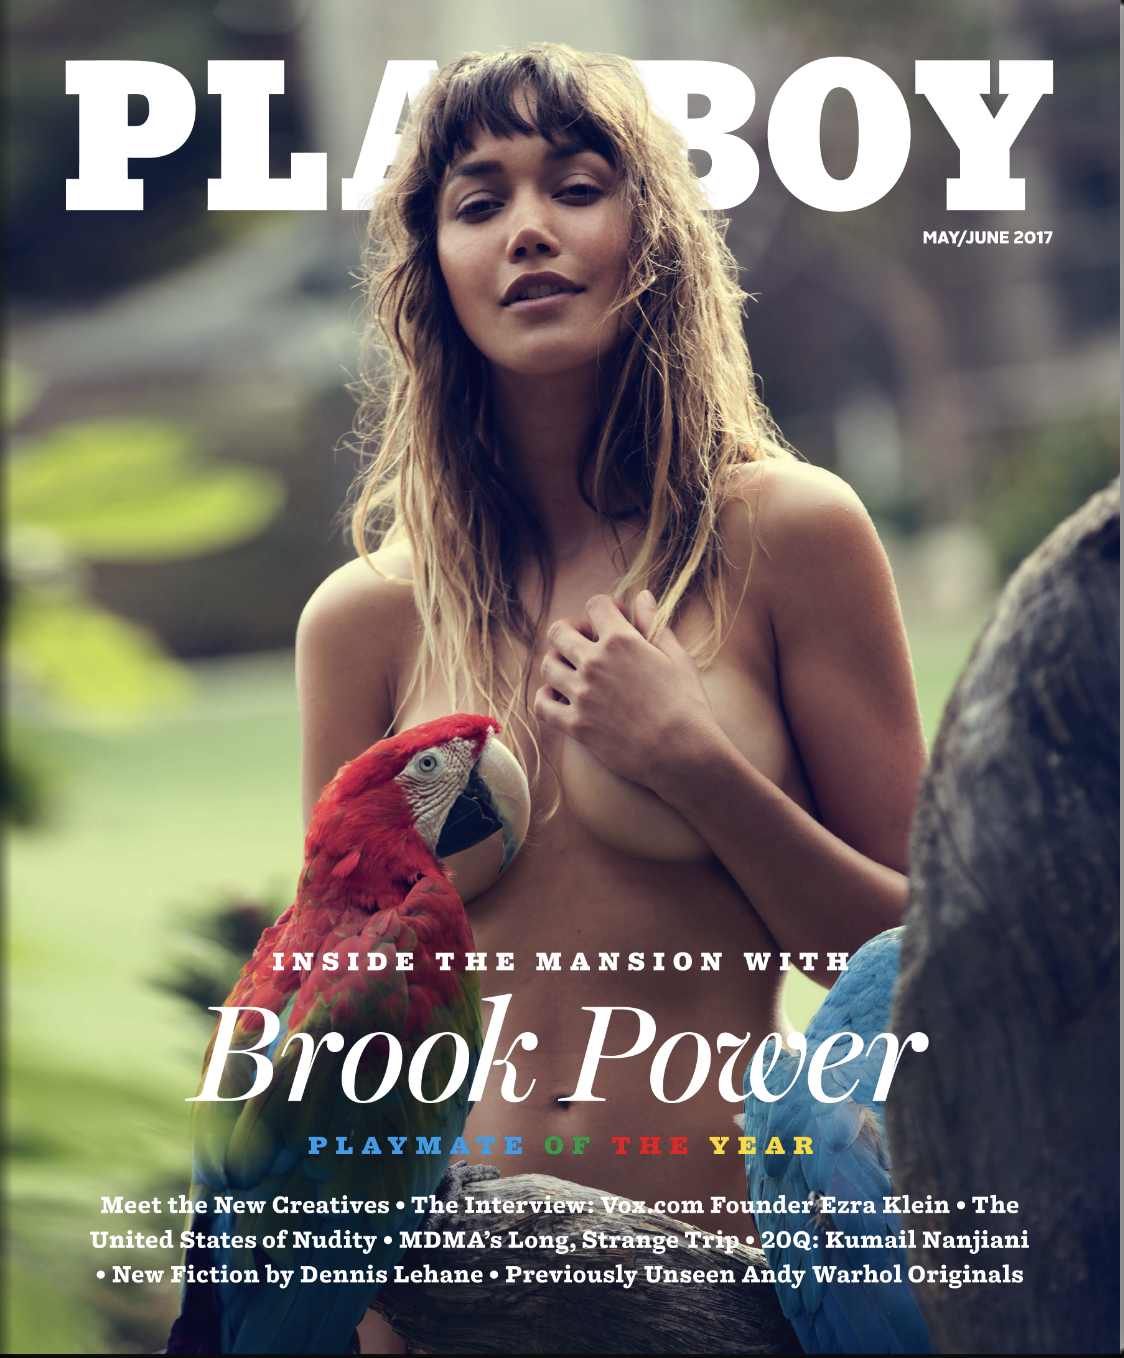 PLAYBOY
MAY/JUNE 2017
INSIDE THE MANSION WITH
Brook Power
PLAYMATE OF THE YEAR
Meet the New Creatives • The Interview: Vox.com Founder Ezra Klein • The
United States of Nudity • MDMA’s Long, Strange Trip • 20Q: Kumail Nanjiani
• New Fiction by Dennis Lehane • Previously Unseen Andy Warhol Originals